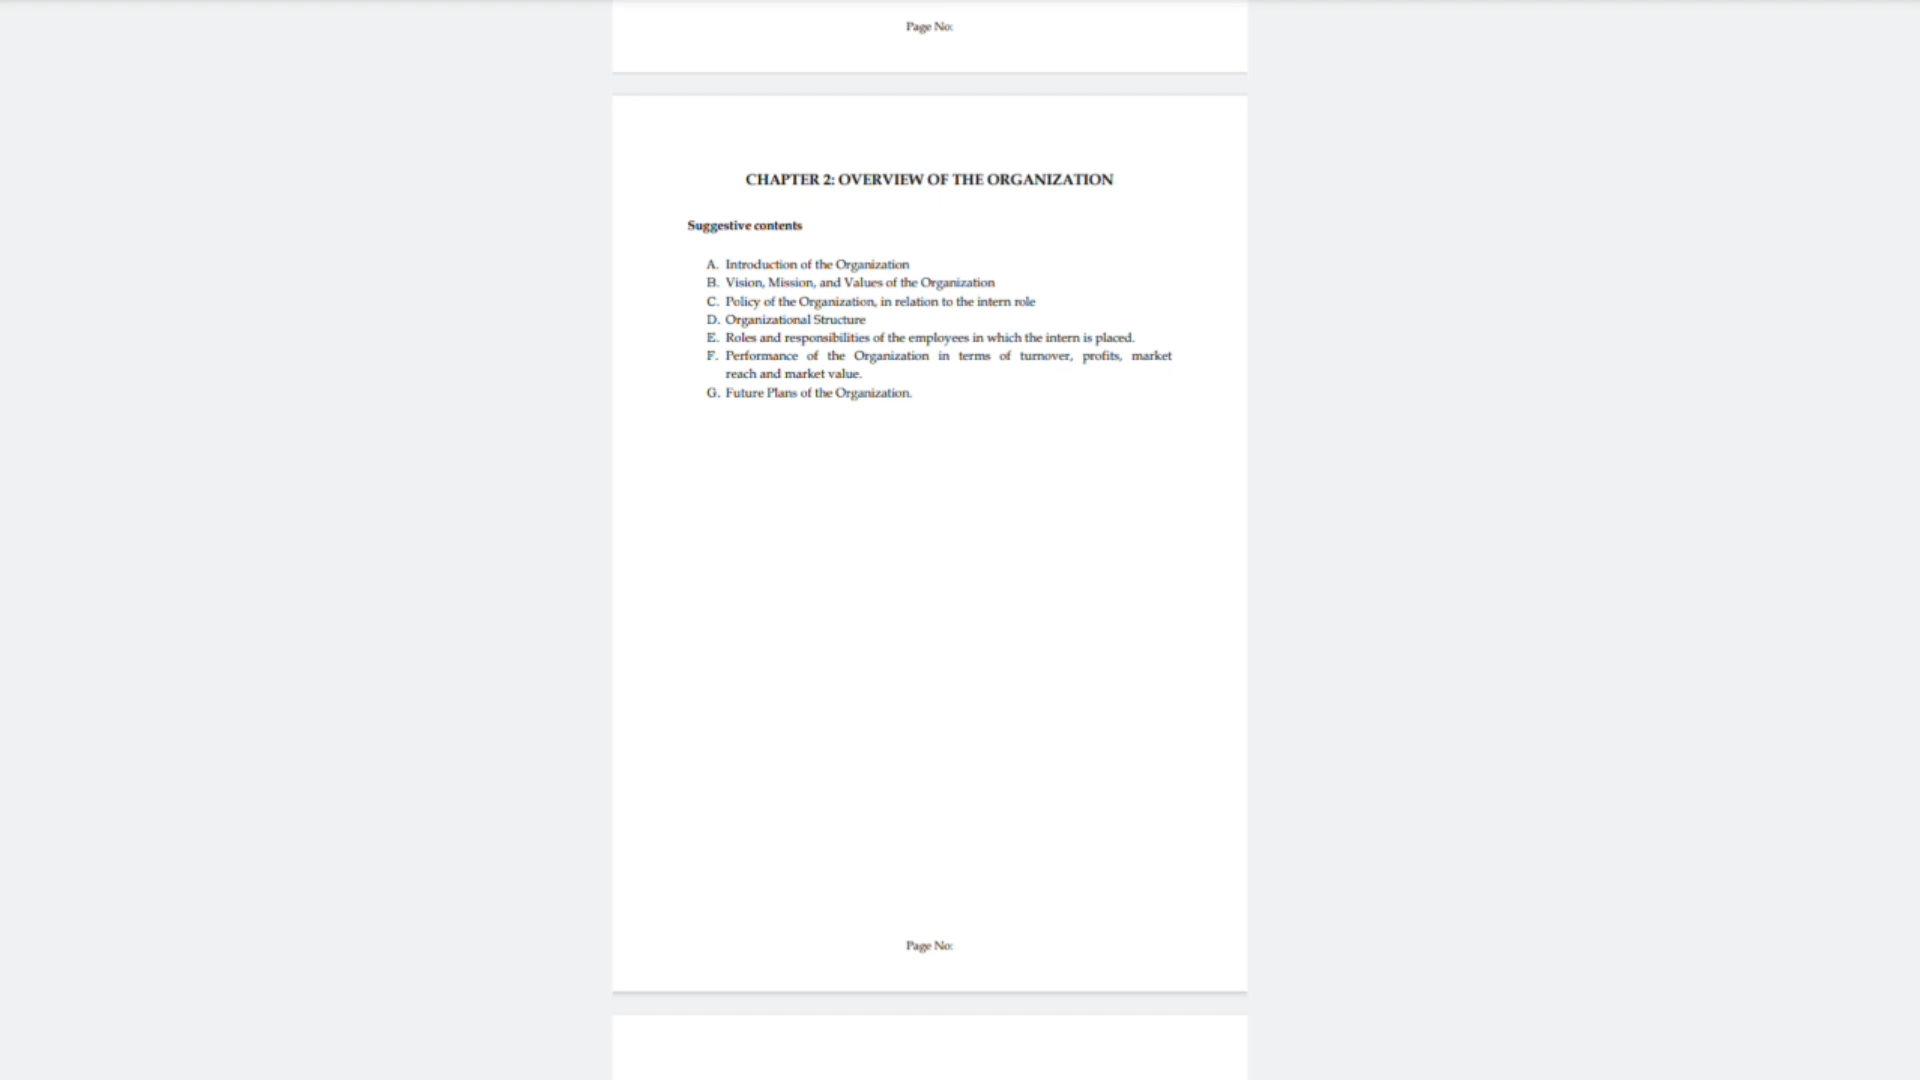 Page No:
CHAPTER 2: OVERVIEW OF THE ORGANIZATION
Suggestive contents
A. Introduction of the Organization
B. Vision, Mission, and Values of the Organization
C. Policy of the Organization, in relation to the intern role
D. Organizational Structure
E. Roles and responsibilities of the employees in which the intern is placed.
F. Performance of the Organization in terms of turnover, profits, market
reach and market value.
G. Future Plans of the Organization.
Page No: